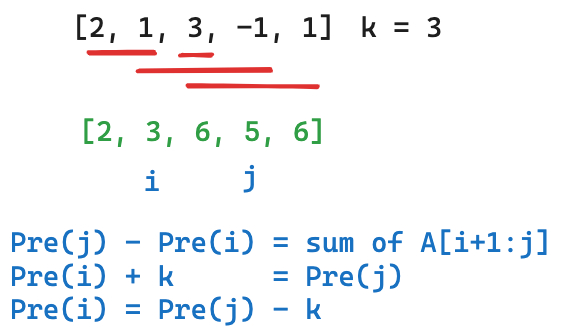 [2, 1, 3, -1, 1] k = 3
[2, 3, 6, 5, 6]
i j
Pre(j) - Pre(i) = sum of A[i+1:j]
Pre(i) + k = Pre(j)
Pre(i) = Pre(j) - k